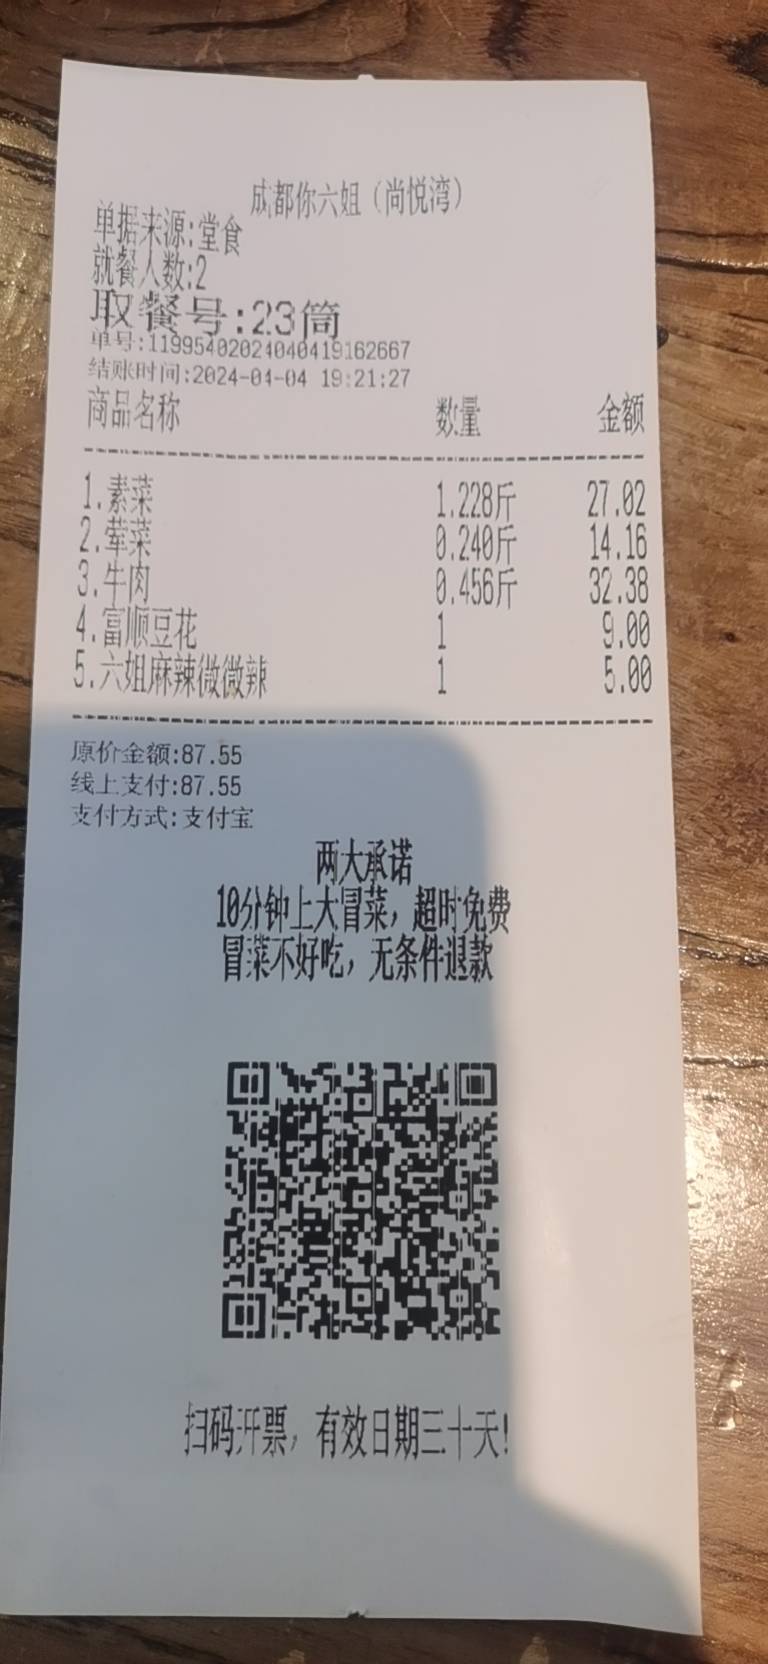 成都你六姐（尚悦湾）
单据来源:堂食
就餐人数:2
取餐号:23筒
单号:11995402024040419162667
结账时间:2024-04-04 19:21:27
商品名称 数量 金额
1.素菜 1.228斤 27.02
2.荤菜 0.240斤 14.16
3.牛肉 0.456斤 32.38
4.富顺豆花 1 9.00
5.六姐麻辣微微辣 1 5.00
原价金额:87.55
线上支付:87.55
支付方式:支付宝
两大承诺
10分钟上大冒菜，超时免费
冒菜不好吃，无条件退款
扫码开票，有效日期三十天!